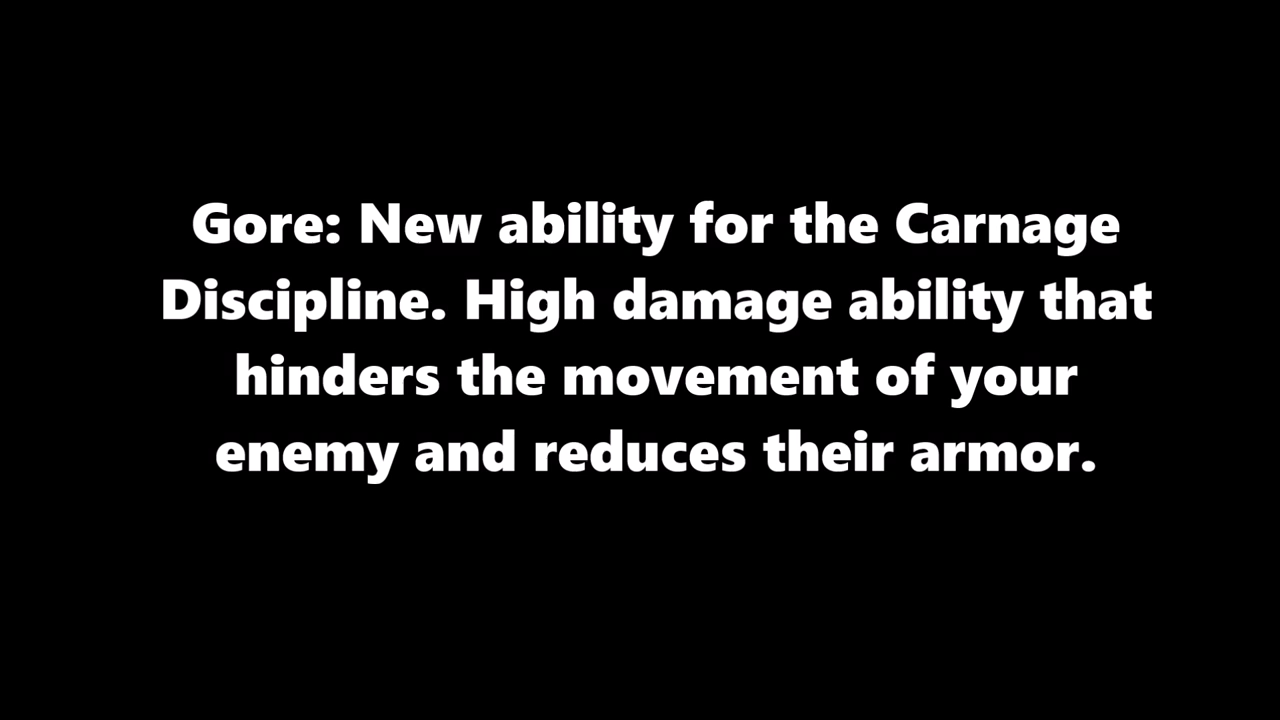 Gore: New ability for the Carnage
Discipline. High damage ability that
hinders the movement of your
enemy and reduces their armor.